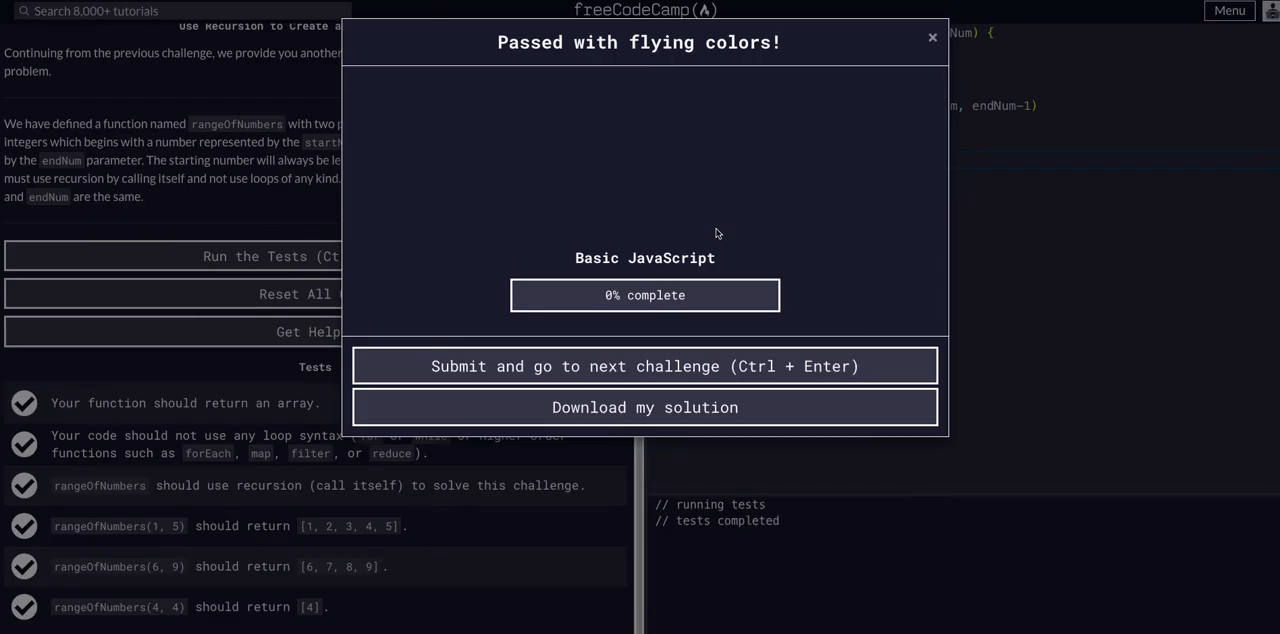 Search 8,000+ tutorials
freeCodeCamp
Menu
Use Recursion to Create a
Continuing from the previous challenge, we provide you another
problem.
We have defined a function named rangeOfNumbers with two p
integers which begins with a number represented by the startN
by the endNum parameter. The starting number will always be le
must use recursion by calling itself and not use loops of any kind.
and endNum are the same.
Run the Tests (Ct
Reset All
Get Help
Tests
Your function should return an array.
Your code should not use any loop syntax (for or while or higher order
functions such as forEach, map, filter, or reduce).
rangeOfNumbers should use recursion (call itself) to solve this challenge.
rangeOfNumbers(1, 5) should return [1, 2, 3, 4, 5].
rangeOfNumbers(6, 9) should return [6, 7, 8, 9].
rangeOfNumbers(4, 4) should return [4].
Passed with flying colors!
×
Basic JavaScript
0% complete
Submit and go to next challenge (Ctrl + Enter)
Download my solution
Num) {
m, endNum-1)
// running tests
// tests completed